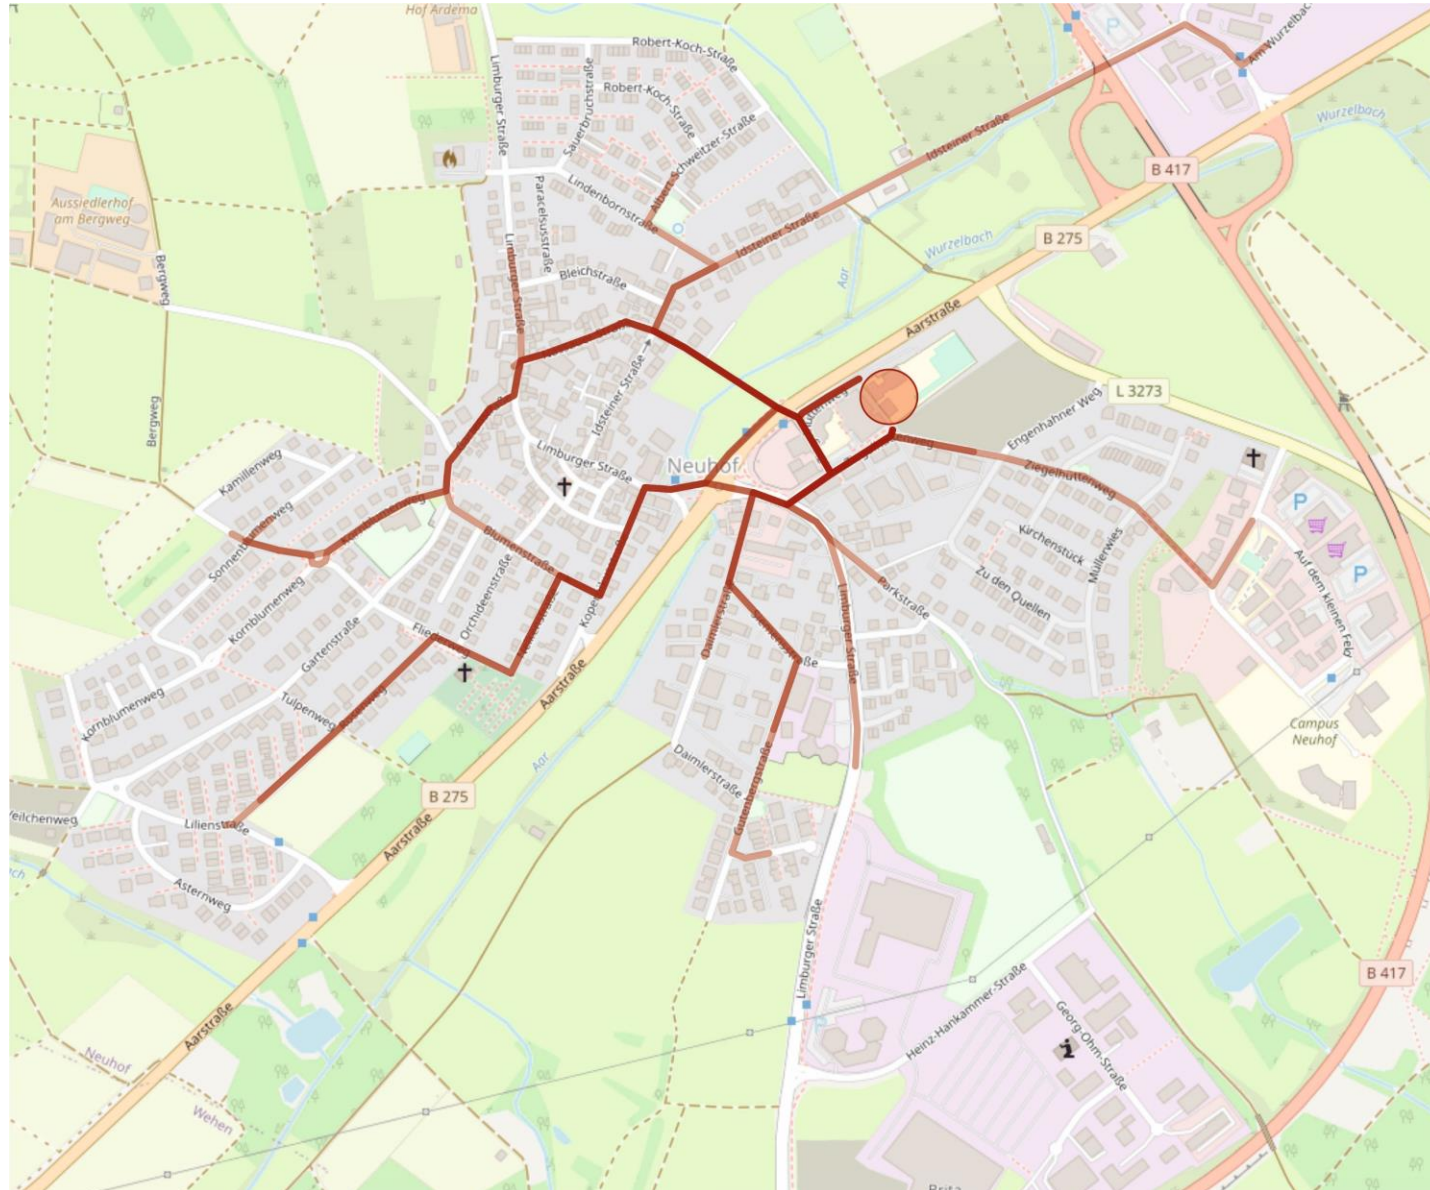 Hof Ardema
Robert-Koch-Straße
Am Wurzelbach
Limburger Straße
Sauerbruchstraße
Robert-Koch-Straße
Albert-Schweitzer-Straße
Wurzelbach
Idsteiner Straße
B 417
Aussiedlerhof
am Bergweg
Paracelsusstraße
Lindenbornstraße
Idsteiner Straße
B 275
Wurzelbach
Bergweg
Limburger Straße
Bleichstraße
Aar
Aarstraße
Idsteiner Straße
L 3273
Bergweg
Engenhahner Weg
Kamillenweg
Limburger Straße
Neuhof
Ziegelhüttenweg
P
Sonnenblumenweg
Blumenstraße
Kirchenstück
Müllerwies
Auf dem kleinen Feld
P
Kornblumenweg
Orchideenstraße
Zu den Quellen
Parkstraße
Gartenstraße
Daimlerstraße
Limburger Straße
Kornblumenweg
Tulpenweg
Aarstraße
Campus
Neuhof
Aar
Daimlerstraße
B 275
Gutenbergstraße
Lilienstraße
Aarstraße
Asternweg
Limburger Straße
B 417
Heinz-Hankammer-Straße
Georg-Ohm-Straße
Aarstraße
Neuhof
Wehen